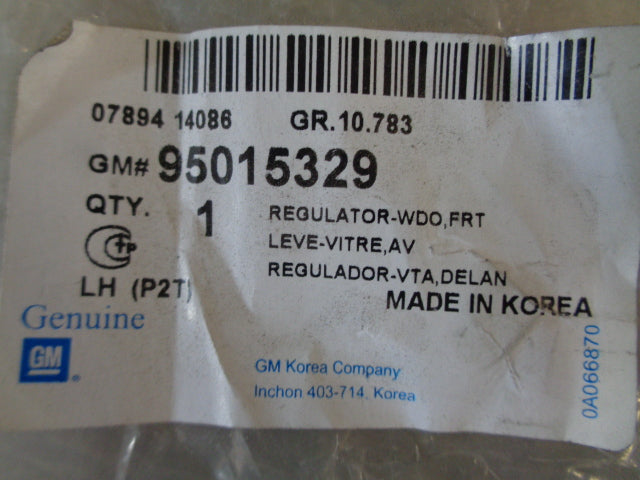 07894 14086 GR.10.783
GM# 95015329
QTY. 1
REGULATOR-WDO,FRT
LEVE-VITRE,AV
REGULADOR-VTA,DELAN
LH (P2T)
MADE IN KOREA
Genuine
GM
GM Korea Company
Inchon 403-714, Korea
0A066870